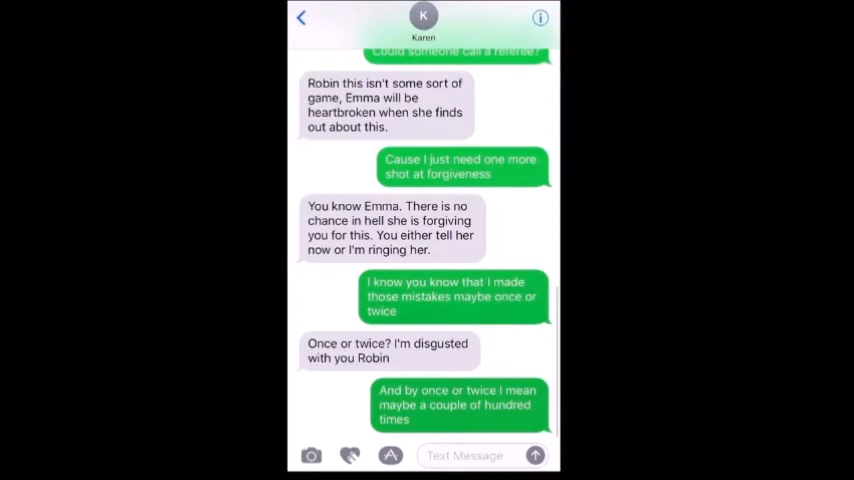 K
Karen
Could someone call a referee?
Robin this isn't some sort of
game, Emma will be
heartbroken when she finds
out about this.
Cause I just need one more
shot at forgiveness
You know Emma. There is no
chance in hell she is forgiving
you for this. You either tell her
now or I'm ringing her.
I know you know that I made
those mistakes maybe once or
twice
Once or twice? I'm disgusted
with you Robin
And by once or twice I mean
maybe a couple of hundred
times
Text Message